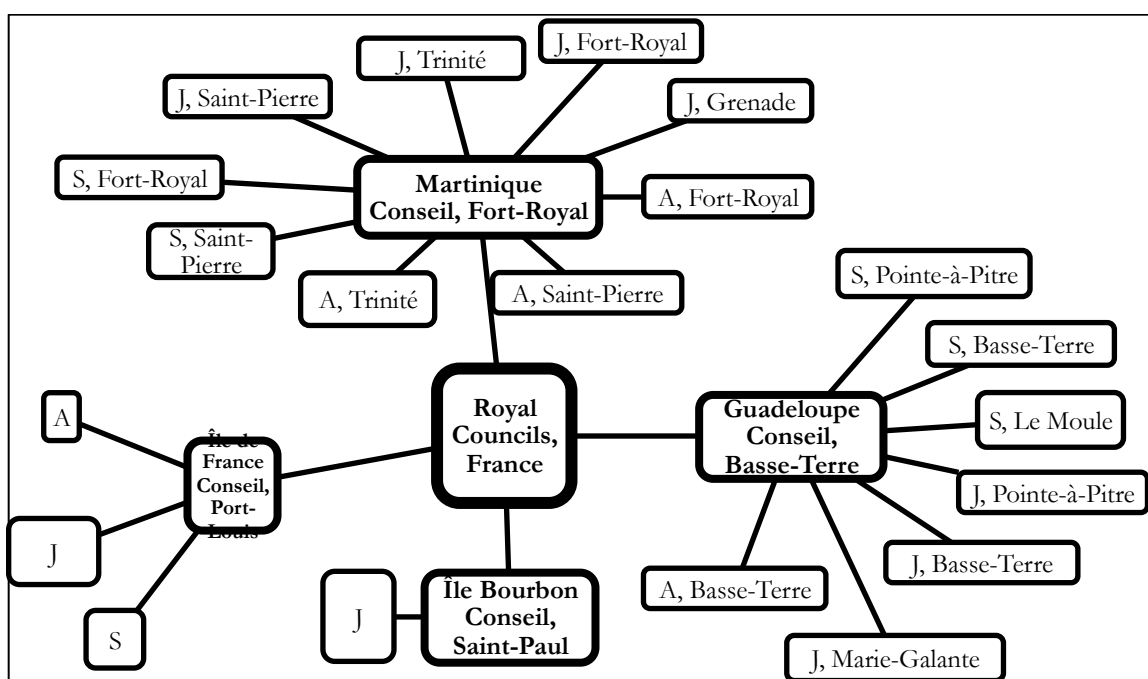 J, Fort-Royal
J, Trinité
J, Saint-Pierre
J, Grenade
S, Fort-Royal
Martinique
Conseil, Fort-Royal
A, Fort-Royal
S, Saint-
Pierre
A, Trinité
A, Saint-Pierre
S, Pointe-à-Pitre
S, Basse-Terre
A
Royal
Councils,
France
Guadeloupe
Conseil,
Basse-Terre
S, Le Moule
Île de
France
Conseil,
Port-
Louis
J, Pointe-à-Pitre
J
J, Basse-Terre
A, Basse-Terre
S
J
Île Bourbon
Conseil,
Saint-Paul
J, Marie-Galante